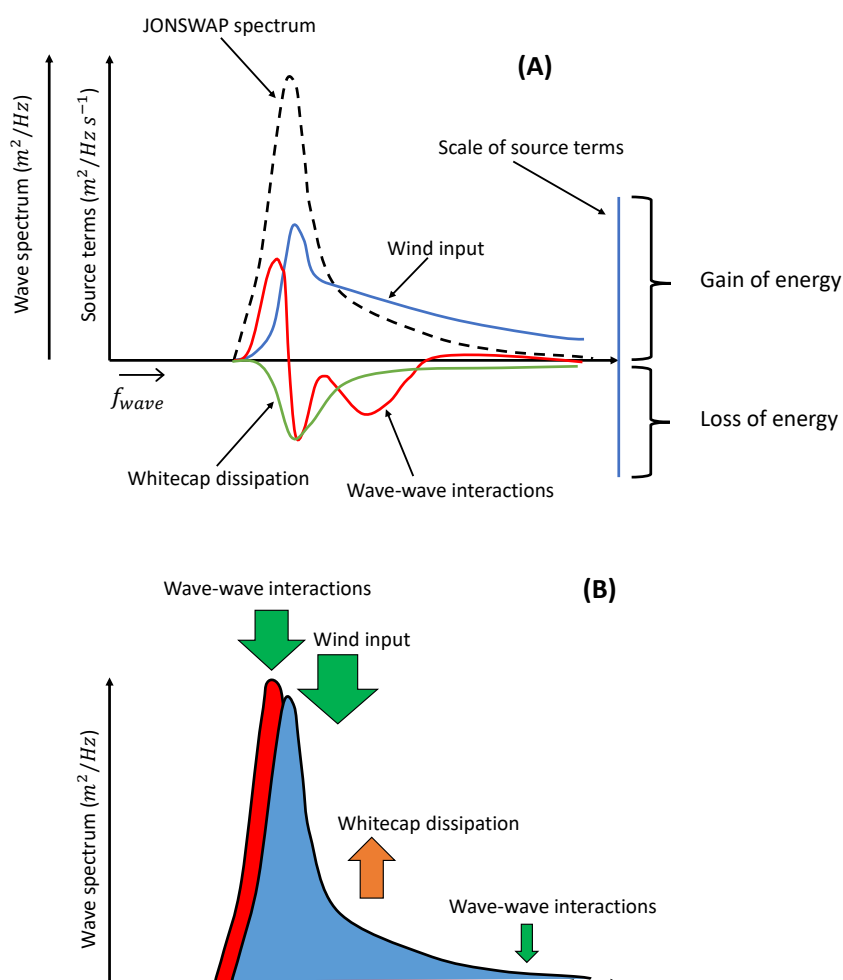 JONSWAP spectrum
(A)
Wave spectrum (m²/Hz)
Source terms (m²/Hz s⁻¹)
Scale of source terms
Wind input
Gain of energy
f_wave
Loss of energy
Whitecap dissipation
Wave-wave interactions
Wave-wave interactions
(B)
Wind input
Wave spectrum (m²/Hz)
Whitecap dissipation
Wave-wave interactions